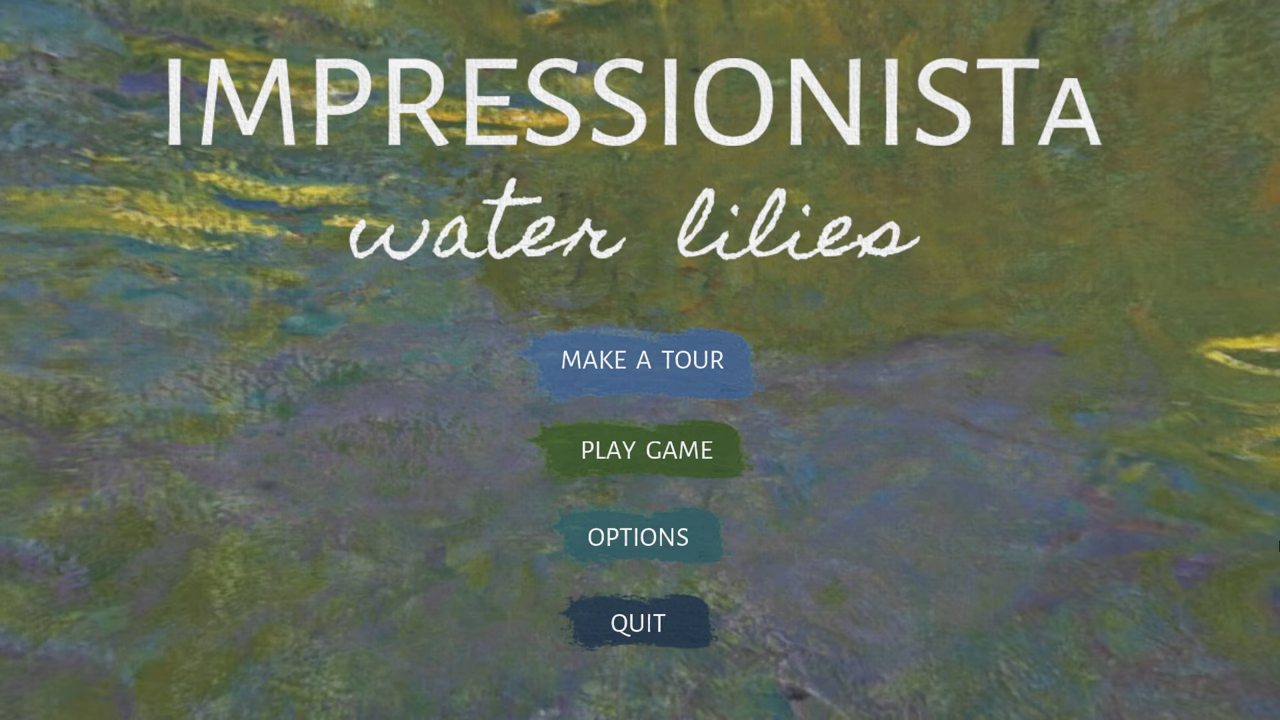 IMPRESSIONISTA
water lilies
MAKE A TOUR
PLAY GAME
OPTIONS
QUIT